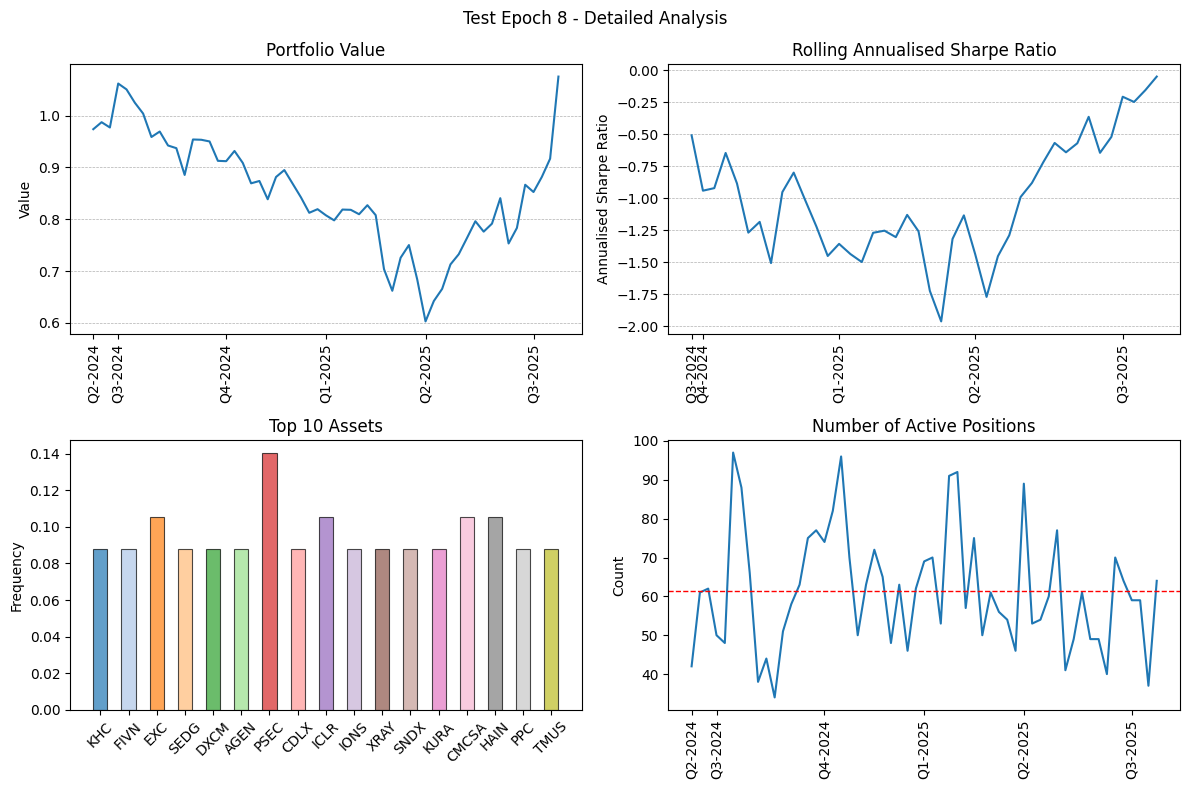 Test Epoch 8 - Detailed Analysis
Portfolio Value
Value
1.0
0.9
0.8
0.7
0.6
Q2-2024
Q3-2024
Q4-2024
Q1-2025
Q2-2025
Q3-2025
Rolling Annualised Sharpe Ratio
Annualised Sharpe Ratio
0.00
−0.25
−0.50
−0.75
−1.00
−1.25
−1.50
−1.75
−2.00
Q3-2024
Q4-2024
Q1-2025
Q2-2025
Q3-2025
Top 10 Assets
Frequency
0.14
0.12
0.10
0.08
0.06
0.04
0.02
0.00
KHC
FIVN
EXC
SEDG
DXCM
AGEN
PSEC
CDLX
ICLR
IONS
XRAY
SNDX
KURA
CMCSA
HAIN
PPC
TMUS
Number of Active Positions
Count
100
90
80
70
60
50
40
Q2-2024
Q3-2024
Q4-2024
Q1-2025
Q2-2025
Q3-2025